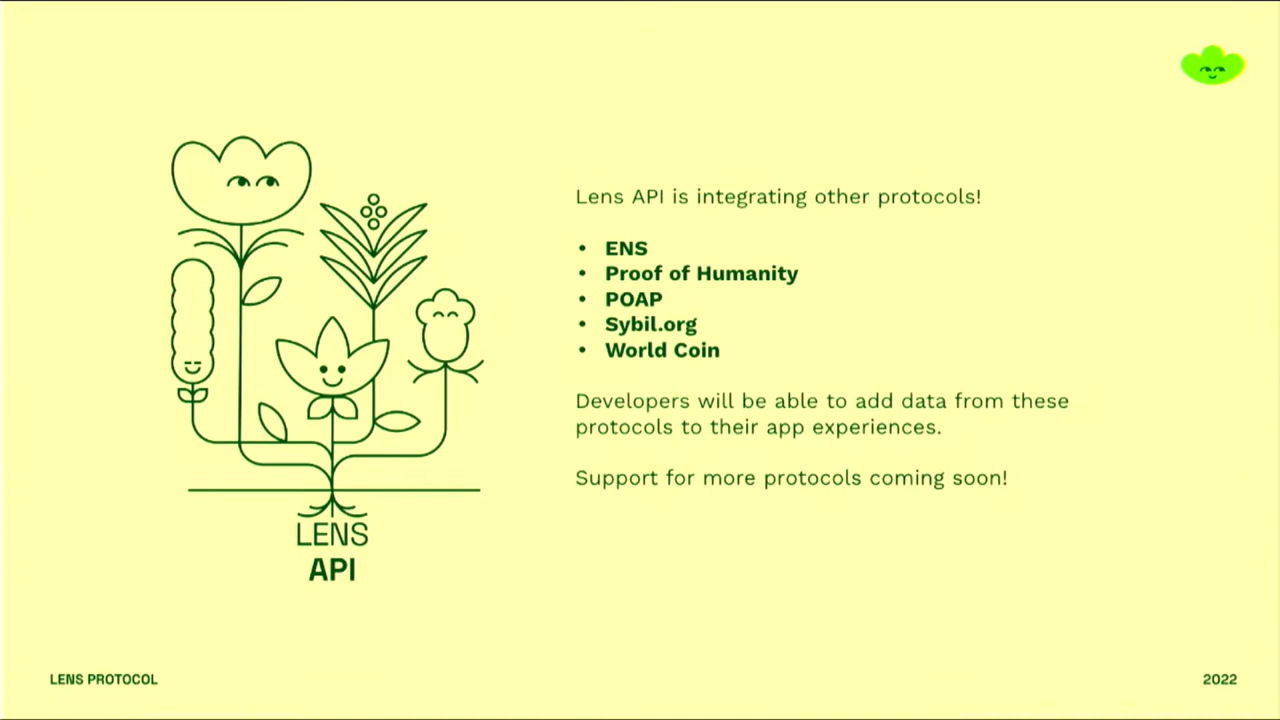 Lens API is integrating other protocols!
• ENS
• Proof of Humanity
• POAP
• Sybil.org
• World Coin
Developers will be able to add data from these
protocols to their app experiences.
Support for more protocols coming soon!
LENS
API
LENS PROTOCOL
2022